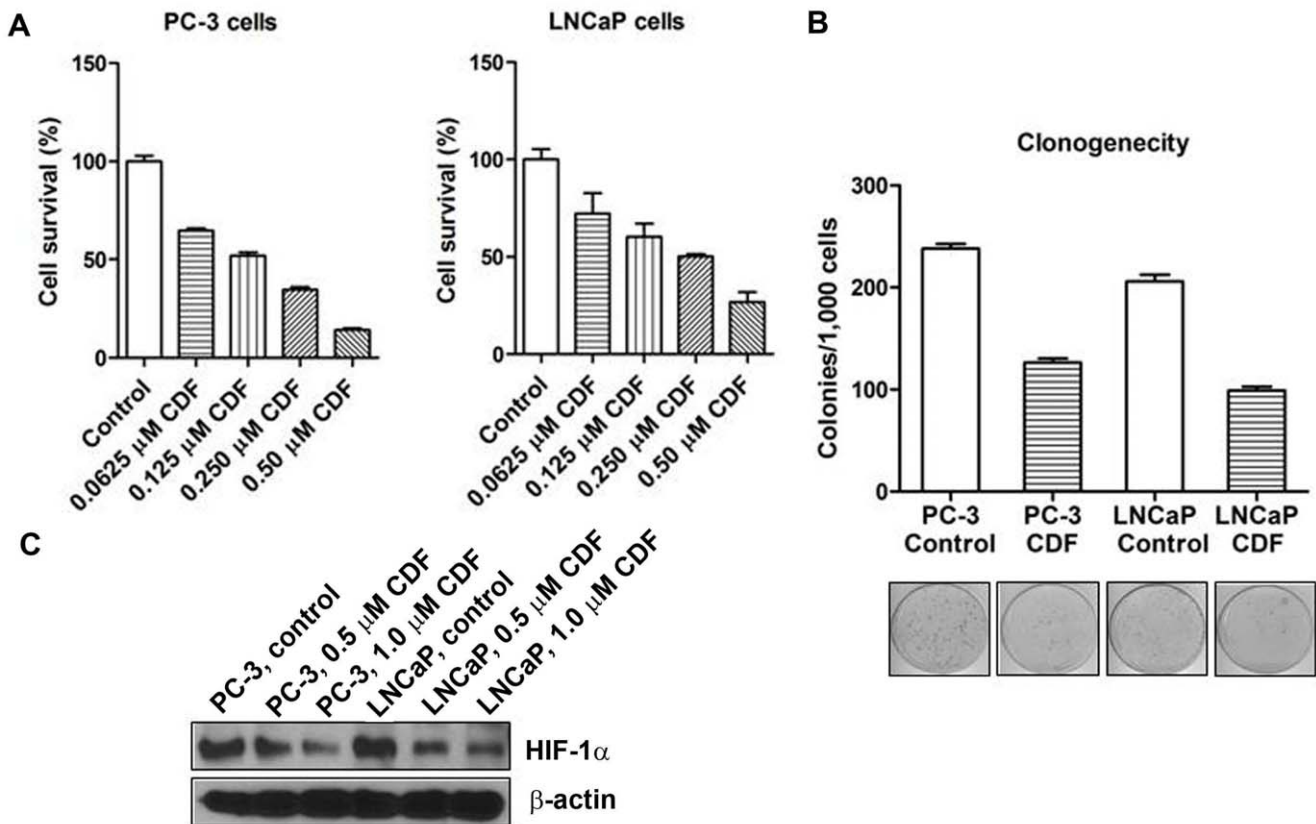 A
PC-3 cells
Cell survival (%)
150
100
50
0
Control
0.0625 μM CDF
0.125 μM CDF
0.250 μM CDF
0.50 μM CDF
LNCaP cells
Cell survival (%)
150
100
50
0
Control
0.0625 μM CDF
0.125 μM CDF
0.250 μM CDF
0.50 μM CDF
B
Clonogenecity
Colonies/1,000 cells
300
200
100
0
PC-3
Control
PC-3
CDF
LNCaP
Control
LNCaP
CDF
C
PC-3, control
PC-3, 0.5 μM CDF
PC-3, 1.0 μM CDF
LNCaP, control
LNCaP, 0.5 μM CDF
LNCaP, 1.0 μM CDF
HIF-1α
β-actin